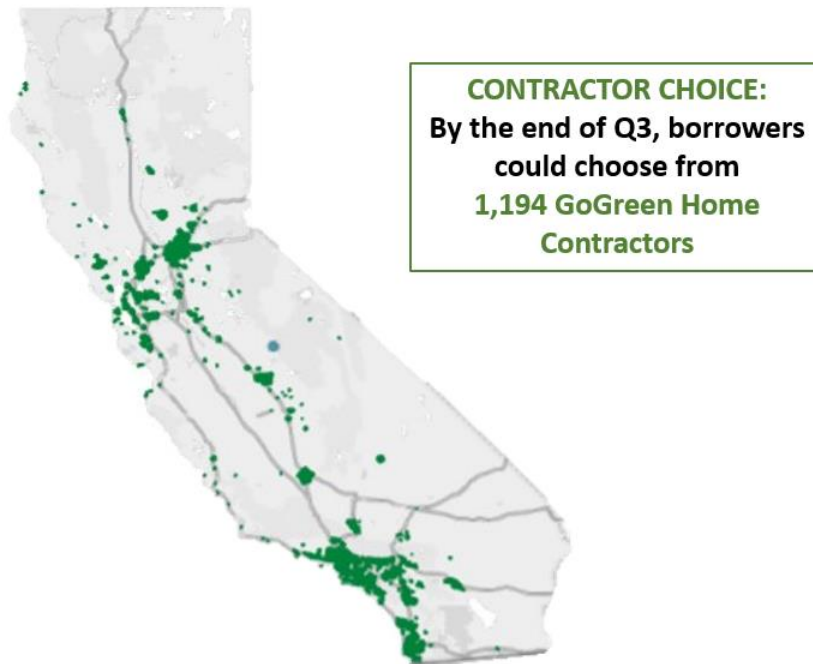 CONTRACTOR CHOICE:
By the end of Q3, borrowers
could choose from
1,194 GoGreen Home
Contractors